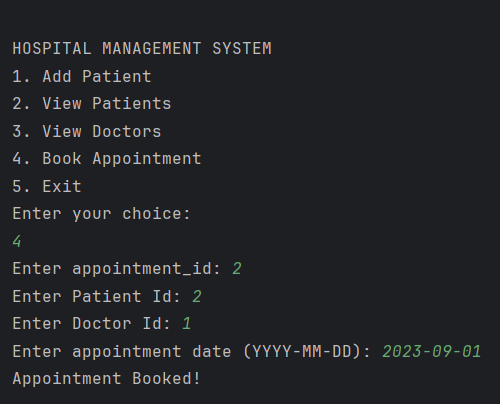 HOSPITAL MANAGEMENT SYSTEM
1. Add Patient
2. View Patients
3. View Doctors
4. Book Appointment
5. Exit
Enter your choice:
4
Enter appointment_id: 2
Enter Patient Id: 2
Enter Doctor Id: 1
Enter appointment date (YYYY-MM-DD): 2023-09-01
Appointment Booked!